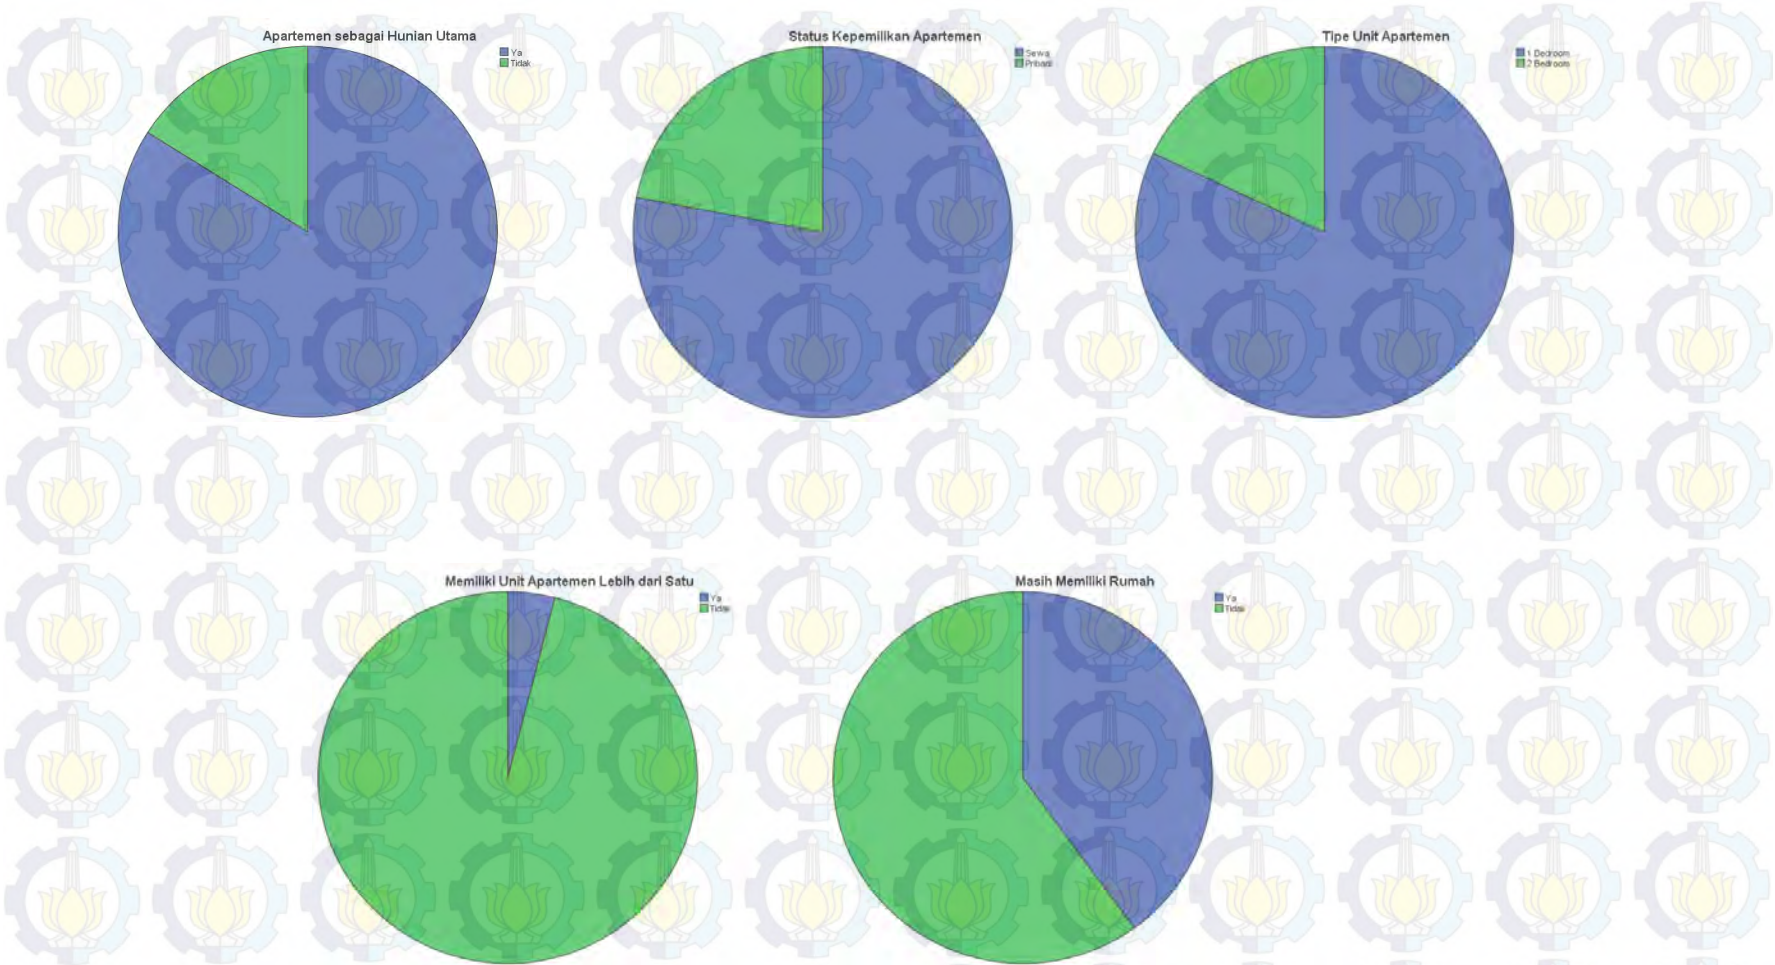 Apartemen sebagai Hunian Utama
Ya
Tidak
Status Kepemilikan Apartemen
Sewa
Pribadi
Tipe Unit Apartemen
1 Bedroom
2 Bedroom
Memiliki Unit Apartemen Lebih dari Satu
Ya
Tidak
Masih Memiliki Rumah
Ya
Tidak